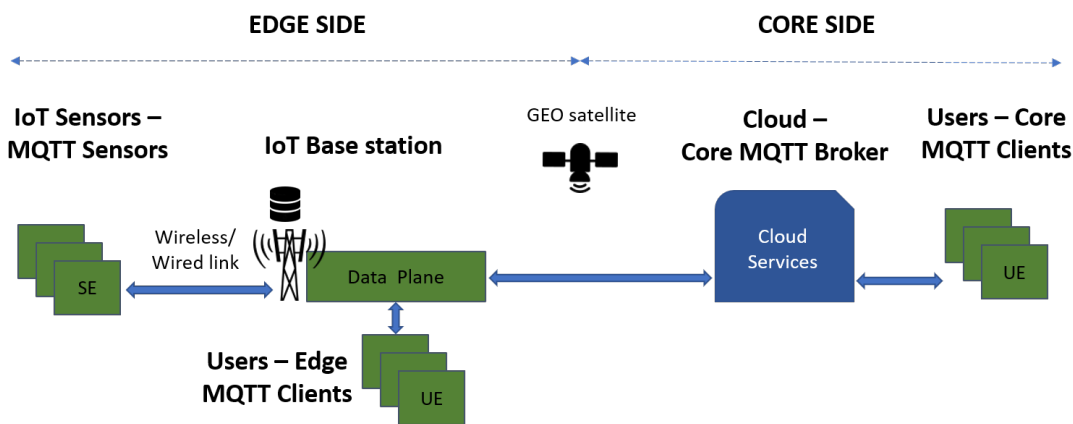 EDGE SIDE
CORE SIDE
IoT Sensors –
MQTT Sensors
IoT Base station
GEO satellite
Cloud –
Core MQTT Broker
Users – Core
MQTT Clients
Wireless/
Wired link
SE
Data Plane
Cloud
Services
UE
Users – Edge
MQTT Clients
UE